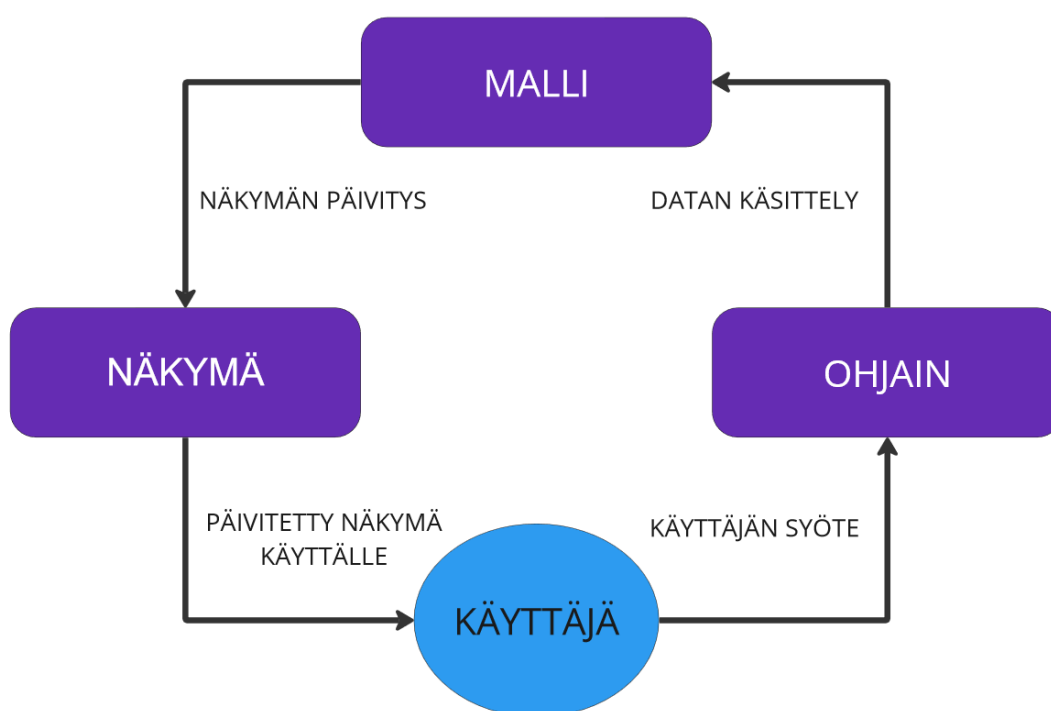 MALLI
NÄKYMÄN PÄIVITYS
DATAN KÄSITTELY
NÄKYMÄ
OHJAIN
PÄIVITETTY NÄKYMÄ
KÄYTTÄLLE
KÄYTTÄJÄN SYÖTE
KÄYTTÄJÄ